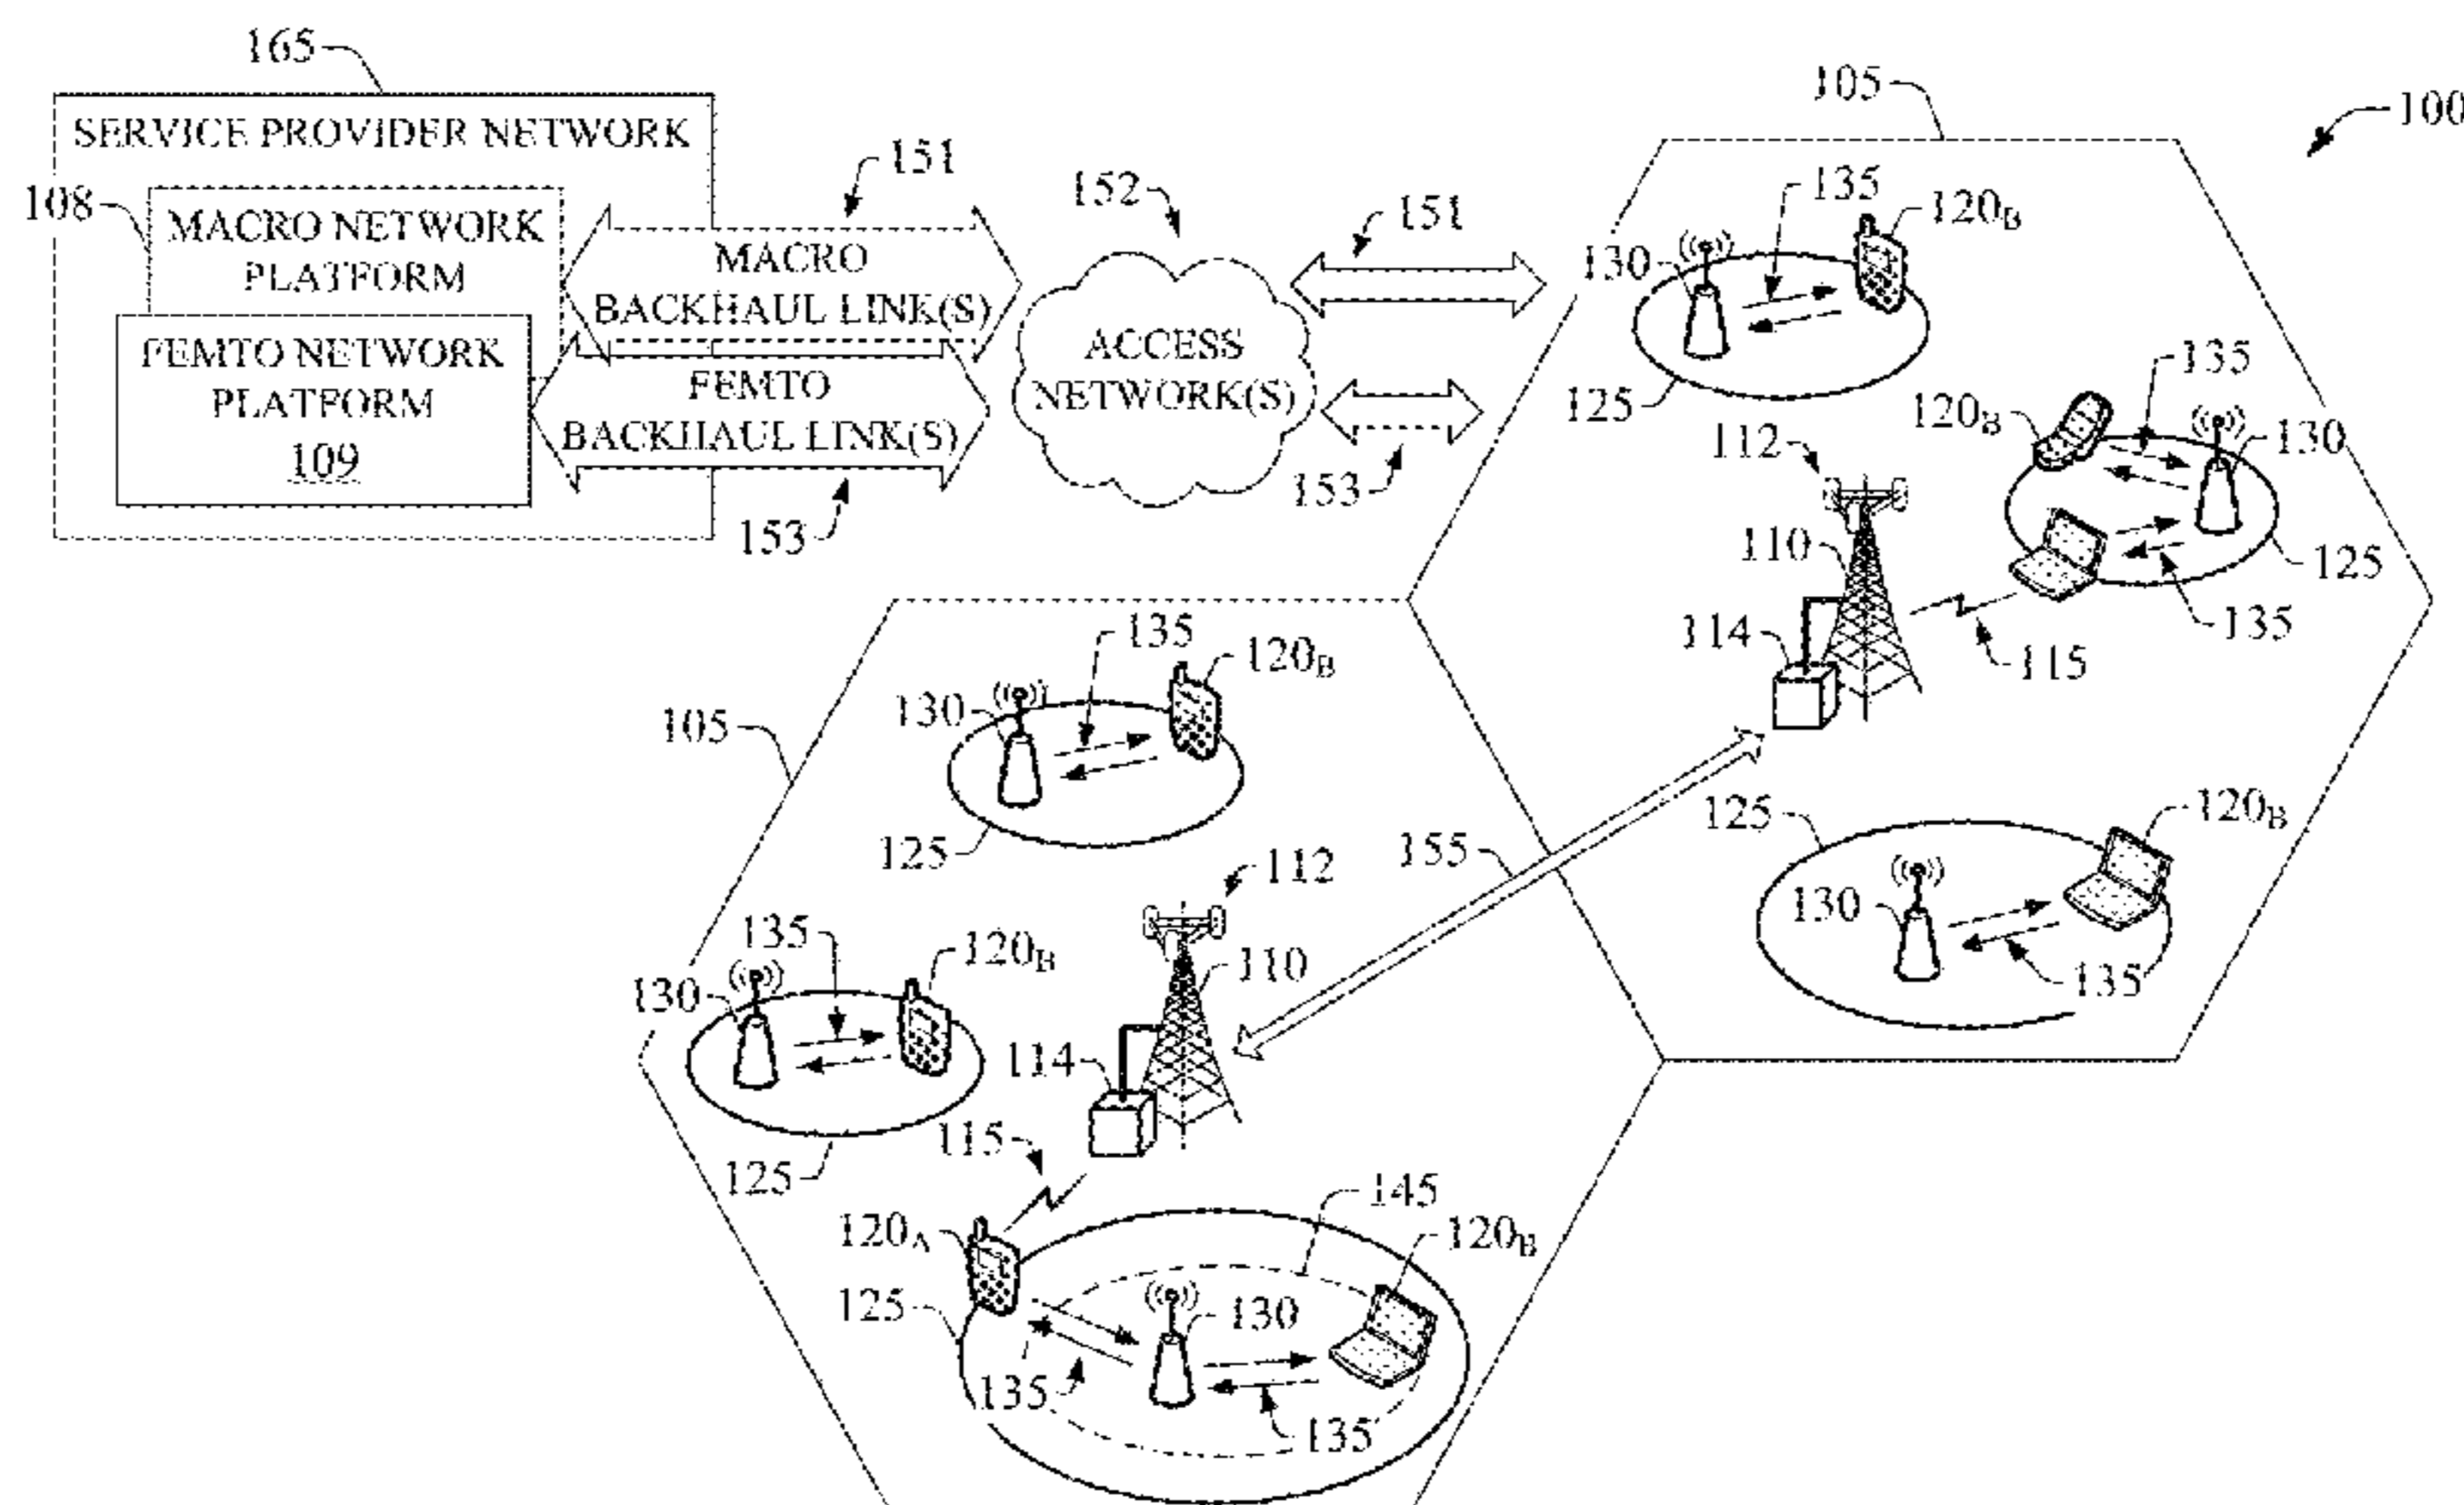 165
SERVICE PROVIDER NETWORK
108
MACRO NETWORK
PLATFORM
FEMTO NETWORK
PLATFORM
109
151
MACRO
BACKHAUL LINK(S)
FEMTO
BACKHAUL LINK(S)
153
152
ACCESS
NETWORK(S)
151
153
105
100
135
120B
130
125
135
120B
130
112
110
125
135
114
115
125
120B
130
135
155
105
135
120B
130
125
112
135
120B
130
110
114
125
115
145
120A
120B
125
130
135
135